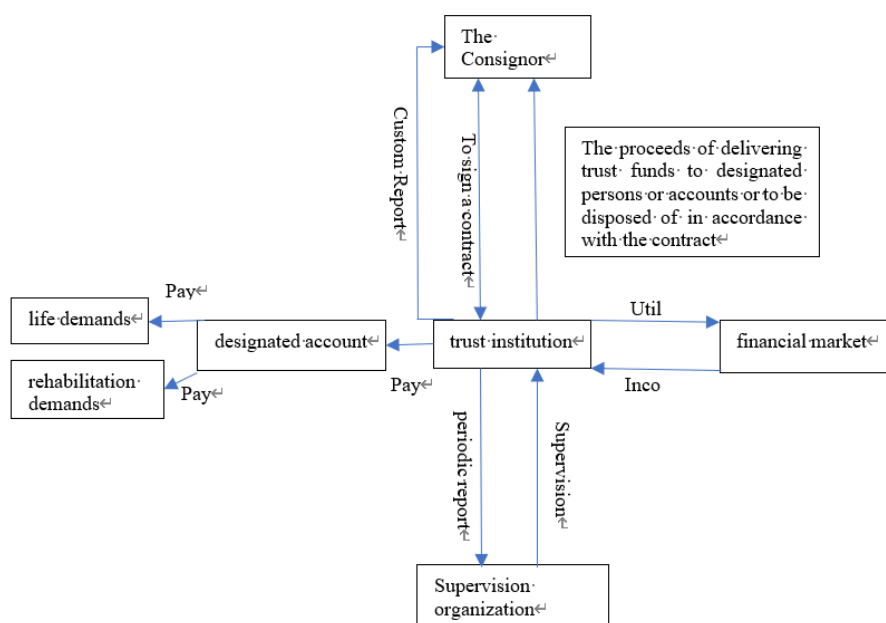 The
Consignor
Custom Report
To sign a contract
The proceeds of delivering
trust funds to designated
persons or accounts or to be
disposed of in accordance
with the contract
Pay
life demands
designated account
trust institution
Util
financial market
rehabilitation
demands
Pay
Pay
Inco
periodic report
Supervision
Supervision
organization